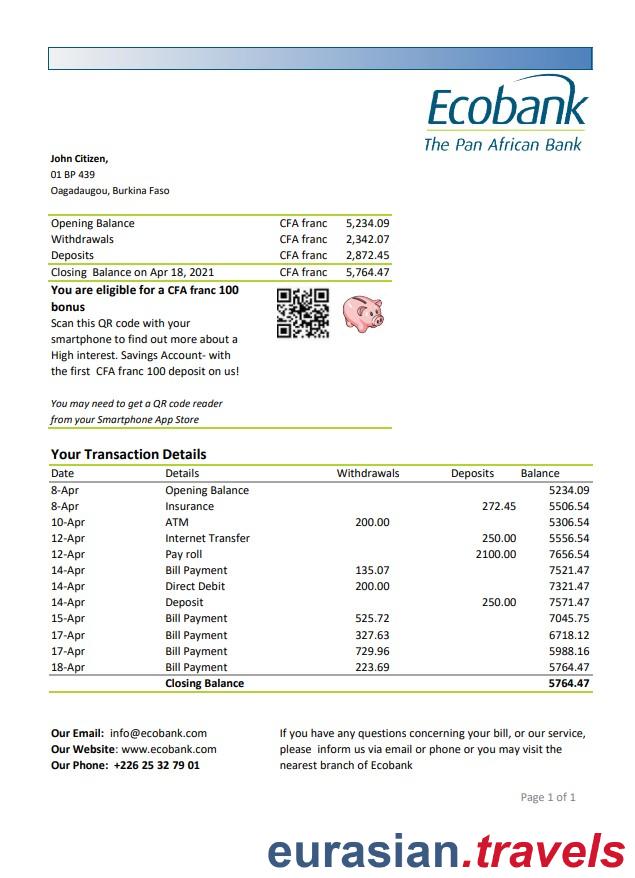 Ecobank
The Pan African Bank
John Citizen,
01 BP 439
Oagadaugou, Burkina Faso
Opening Balance CFA franc 5,234.09
Withdrawals CFA franc 2,342.07
Deposits CFA franc 2,872.45
Closing Balance on Apr 18, 2021 CFA franc 5,764.47
You are eligible for a CFA franc 100
bonus
Scan this QR code with your
smartphone to find out more about a
High interest. Savings Account- with
the first CFA franc 100 deposit on us!
You may need to get a QR code reader
from your Smartphone App Store
Your Transaction Details
Date Details Withdrawals Deposits Balance
8-Apr Opening Balance 5234.09
8-Apr Insurance 272.45 5506.54
10-Apr ATM 200.00 5306.54
12-Apr Internet Transfer 250.00 5556.54
12-Apr Pay roll 2100.00 7656.54
14-Apr Bill Payment 135.07 7521.47
14-Apr Direct Debit 200.00 7321.47
14-Apr Deposit 250.00 7571.47
15-Apr Bill Payment 525.72 7045.75
17-Apr Bill Payment 327.63 6718.12
17-Apr Bill Payment 729.96 5988.16
18-Apr Bill Payment 223.69 5764.47
Closing Balance 5764.47
Our Email: info@ecobank.com
Our Website: www.ecobank.com
Our Phone: +226 25 32 79 01
If you have any questions concerning your bill, or our service,
please inform us via email or phone or you may visit the
nearest branch of Ecobank
Page 1 of 1
eurasian.travels